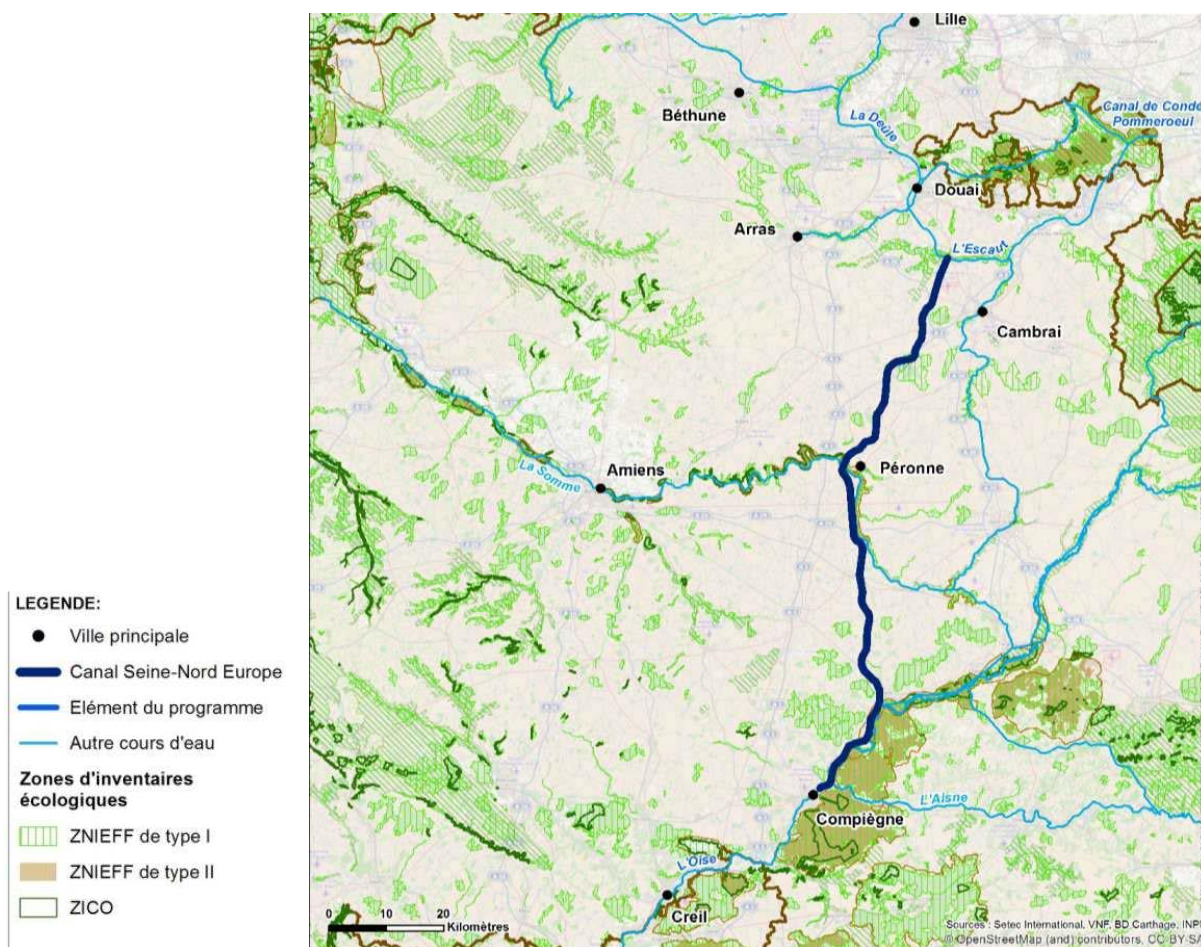 Lille
Béthune
Canal de Condé
Pommeroeul
La Deûle
Douai
Arras
L'Escaut
Cambrai
La Somme
Amiens
Péronne
L'Aisne
Compiègne
L'Oise
Creil
0 10 20
Kilomètres
Sources : Setec International, VNF, BD Carthage, IN
© OpenStreetMap (and) contributors, CC-BY-S
LEGENDE:
Ville principale
Canal Seine-Nord Europe
Elément du programme
Autre cours d'eau
Zones d'inventaires
écologiques
ZNIEFF de type I
ZNIEFF de type II
ZICO